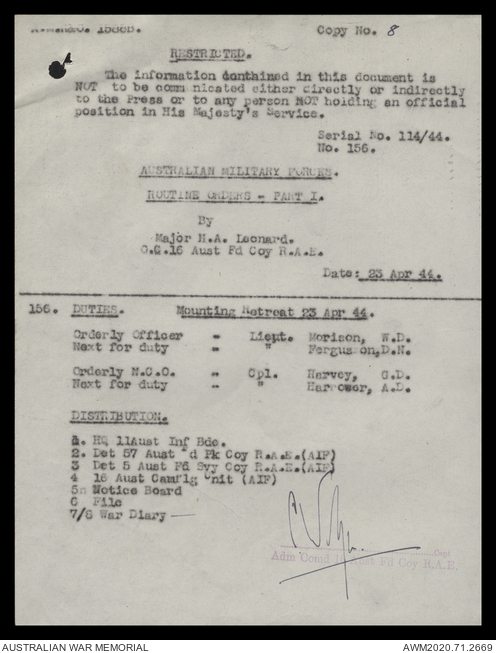 Copy No. 8
RESTRICTED.
The information contained in this document is
NOT to be communicated either directly or indirectly
to the Press or to any person NOT holding an official
position in His Majesty's Service.
Serial No. 114/44.
No. 156.
AUSTRALIAN MILITARY FORCES.
ROUTINE ORDERS - PART I.
By
Major H.A. Leonard.
O.C.16 Aust Fd Coy R.A.E.
Date: 23 Apr 44.
156. DUTIES. Mounting Retreat 23 Apr 44.
Orderly Officer - Lieut. Morison, W.D.
Next for duty - " Ferguson,D.N.
Orderly N.C.O. - Cpl. Harvey, G.D.
Next for duty - " Harrower, A.D.
DISTRIBUTION.
1. HQ 11Aust Inf Bde.
2. Det 57 Aust Fd Pk Coy R.A.E.(AIF)
3 Det 5 Aust Fd Svy Coy R.A.E.(AIF)
4 16 Aust Camflg Unit (AIF)
5 Notice Board
6 File
7/8 War Diary
Capt
Adm Comd 16 Aust Fd Coy R.A.E.
AUSTRALIAN WAR MEMORIAL
AWM2020.71.2669